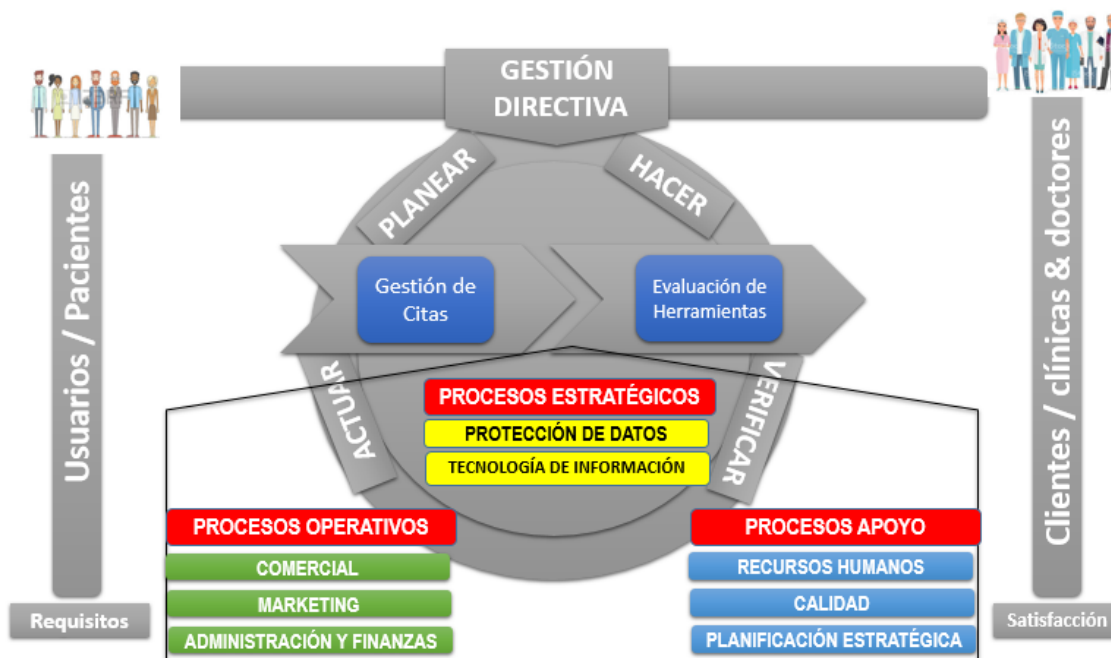 GESTIÓN
DIRECTIVA
PLANEAR
HACER
Usuarios / Pacientes
Clientes / clínicas & doctores
Gestión de
Citas
Evaluación de
Herramientas
ACTUAR
VERIFICAR
PROCESOS ESTRATÉGICOS
PROTECCIÓN DE DATOS
TECNOLOGÍA DE INFORMACIÓN
PROCESOS OPERATIVOS
COMERCIAL
MARKETING
ADMINISTRACIÓN Y FINANZAS
PROCESOS APOYO
RECURSOS HUMANOS
CALIDAD
PLANIFICACIÓN ESTRATÉGICA
Requisitos
Satisfacción